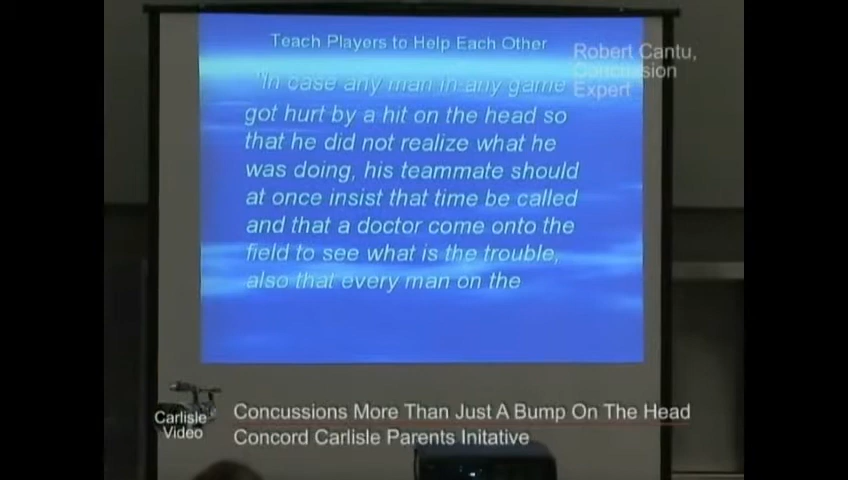 Teach Players to Help Each Other
Robert Cantu,
Concussion
Expert
"In case any man in any game
got hurt by a hit on the head so
that he did not realize what he
was doing, his teammate should
at once insist that time be called
and that a doctor come onto the
field to see what is the trouble,
also that every man on the
Carlisle
Video
Concussions More Than Just A Bump On The Head
Concord Carlisle Parents Initative